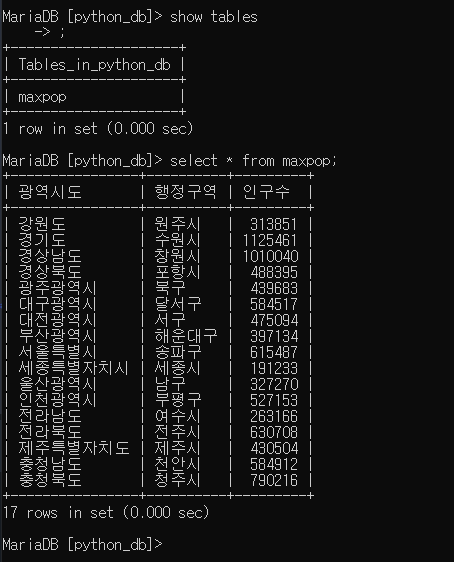 MariaDB [python_db]> show tables
    -> ;
+---------------------+
| Tables_in_python_db |
+---------------------+
| maxpop              |
+---------------------+
1 row in set (0.000 sec)
MariaDB [python_db]> select * from maxpop;
+----------------+----------+---------+
| 광역시도       | 행정구역 | 인구수  |
+----------------+----------+---------+
| 강원도         | 원주시   |  313851 |
| 경기도         | 수원시   | 1125461 |
| 경상남도       | 창원시   | 1010040 |
| 경상북도       | 포항시   |  488395 |
| 광주광역시     | 북구     |  439683 |
| 대구광역시     | 달서구   |  584517 |
| 대전광역시     | 서구     |  475094 |
| 부산광역시     | 해운대구 |  397134 |
| 서울특별시     | 송파구   |  615487 |
| 세종특별자치시 | 세종시   |  191233 |
| 울산광역시     | 남구     |  327270 |
| 인천광역시     | 부평구   |  527153 |
| 전라남도       | 여수시   |  263166 |
| 전라북도       | 전주시   |  630708 |
| 제주특별자치도 | 제주시   |  430504 |
| 충청남도       | 천안시   |  584912 |
| 충청북도       | 청주시   |  790216 |
+----------------+----------+---------+
17 rows in set (0.000 sec)
MariaDB [python_db]>